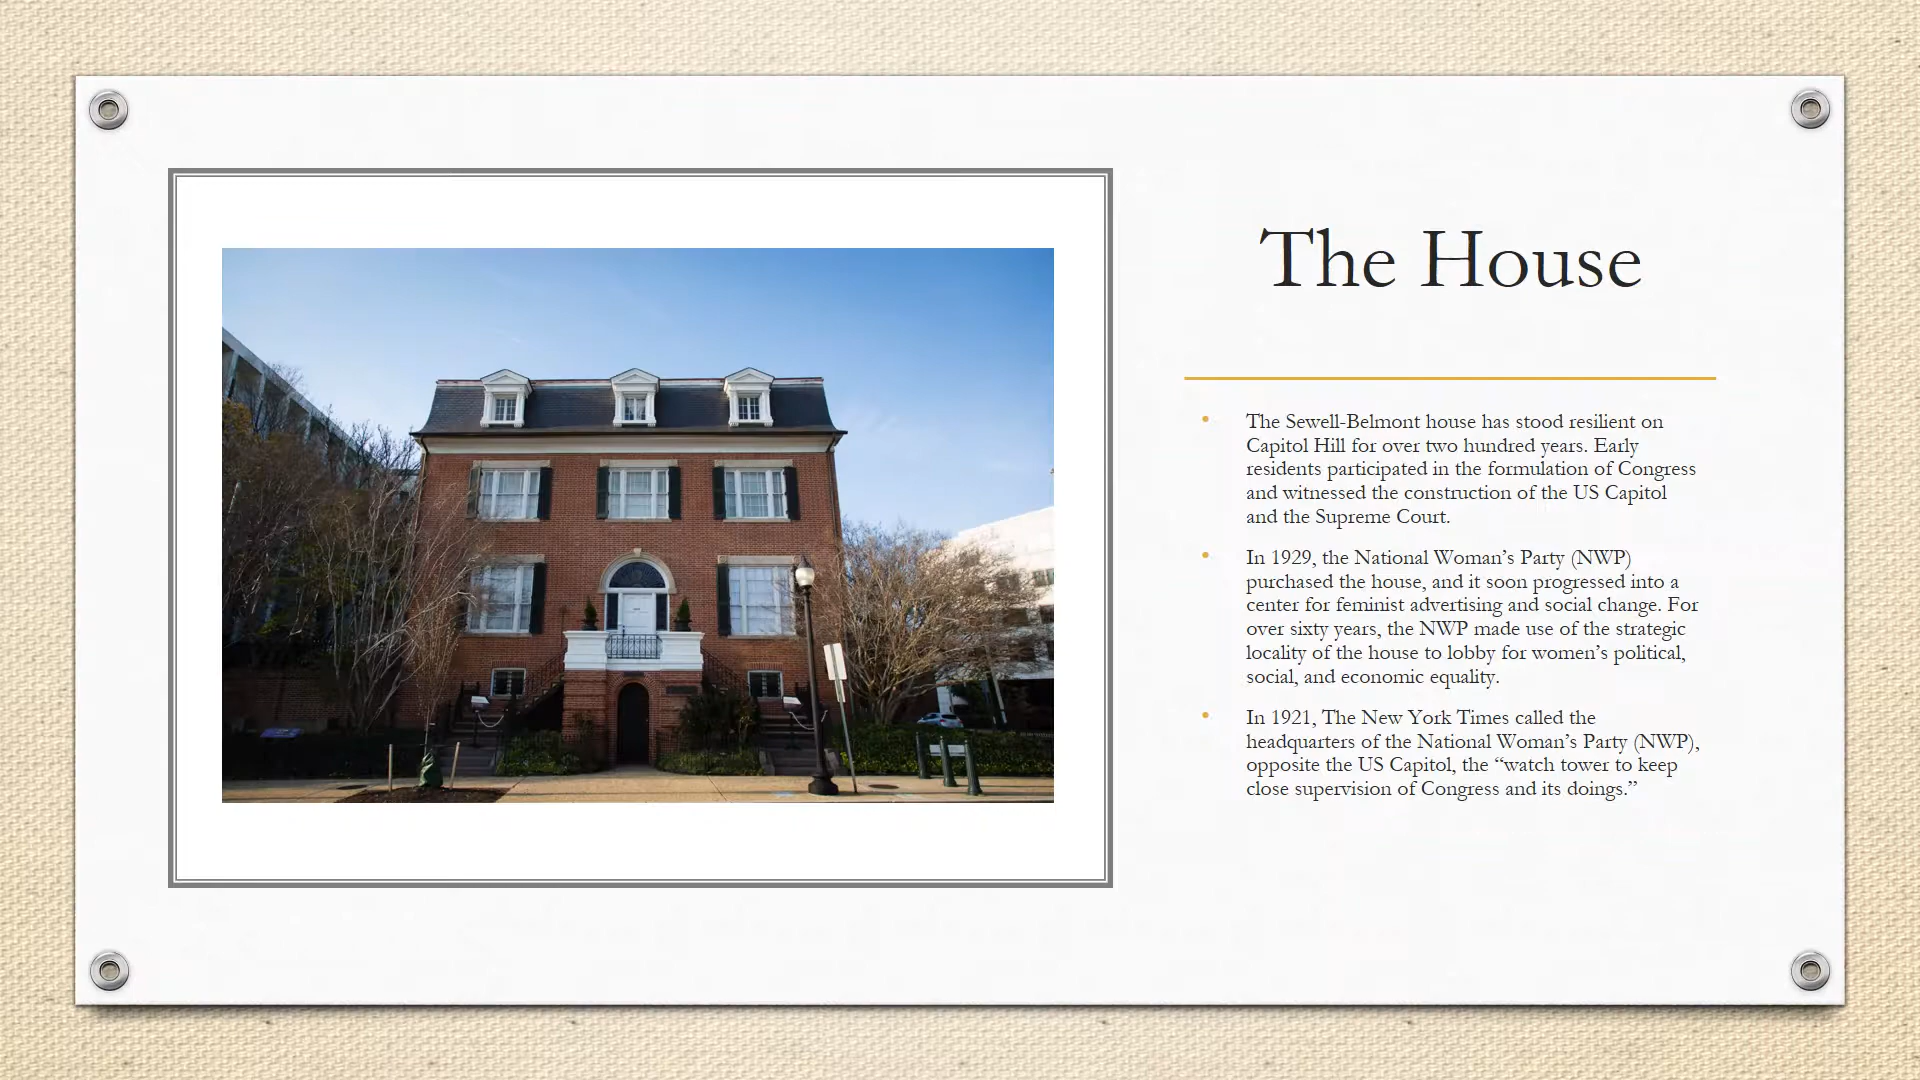 The House
• The Sewell-Belmont house has stood resilient on
Capitol Hill for over two hundred years. Early
residents participated in the formulation of Congress
and witnessed the construction of the US Capitol
and the Supreme Court.
• In 1929, the National Woman’s Party (NWP)
purchased the house, and it soon progressed into a
center for feminist advertising and social change. For
over sixty years, the NWP made use of the strategic
locality of the house to lobby for women’s political,
social, and economic equality.
• In 1921, The New York Times called the
headquarters of the National Woman’s Party (NWP),
opposite the US Capitol, the “watch tower to keep
close supervision of Congress and its doings.”